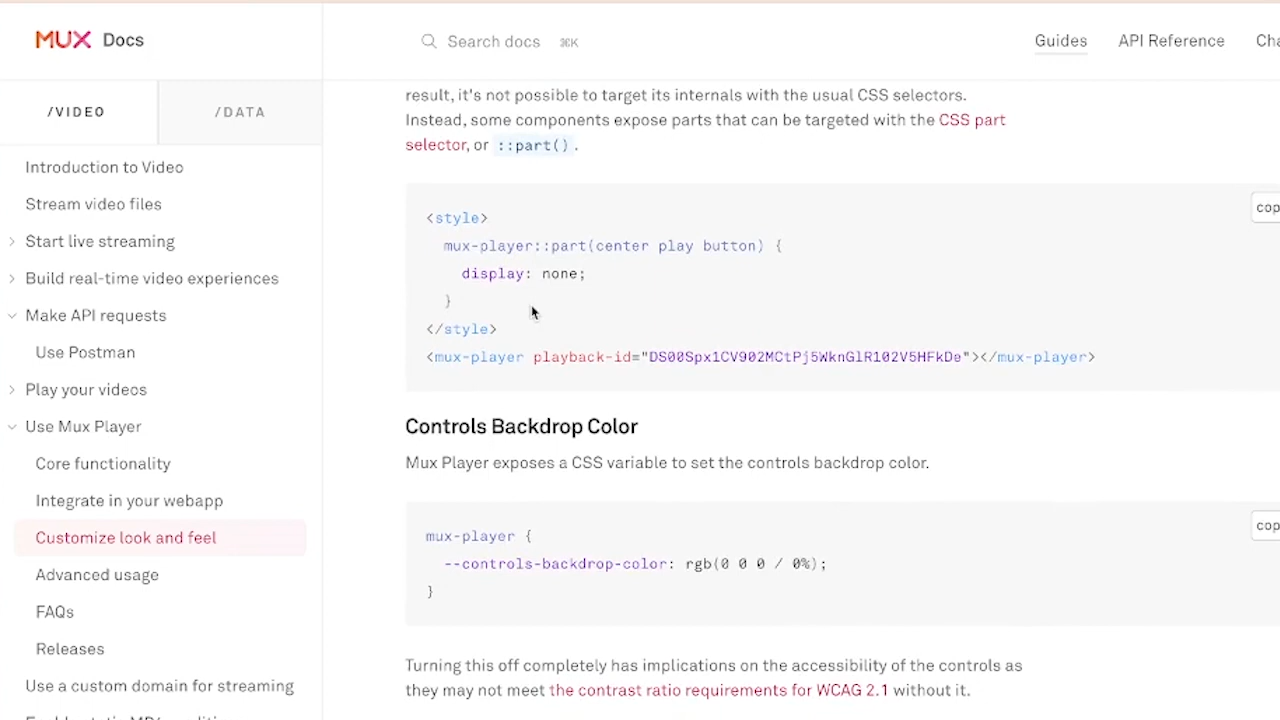 MUX Docs
Search docs ⌘K
Guides
API Reference
/VIDEO
/DATA
Introduction to Video
Stream video files
Start live streaming
Build real-time video experiences
Make API requests
Use Postman
Play your videos
Use Mux Player
Core functionality
Integrate in your webapp
Customize look and feel
Advanced usage
FAQs
Releases
Use a custom domain for streaming
result, it's not possible to target its internals with the usual CSS selectors.
Instead, some components expose parts that can be targeted with the CSS part
selector, or ::part() .
cop
<style>
mux-player::part(center play button) {
display: none;
}
</style>
<mux-player playback-id="DS00Spx1CV902MCtPj5WknGlR102V5HFkDe"></mux-player>
Controls Backdrop Color
Mux Player exposes a CSS variable to set the controls backdrop color.
cop
mux-player {
--controls-backdrop-color: rgb(0 0 0 / 0%);
}
Turning this off completely has implications on the accessibility of the controls as
they may not meet the contrast ratio requirements for WCAG 2.1 without it.